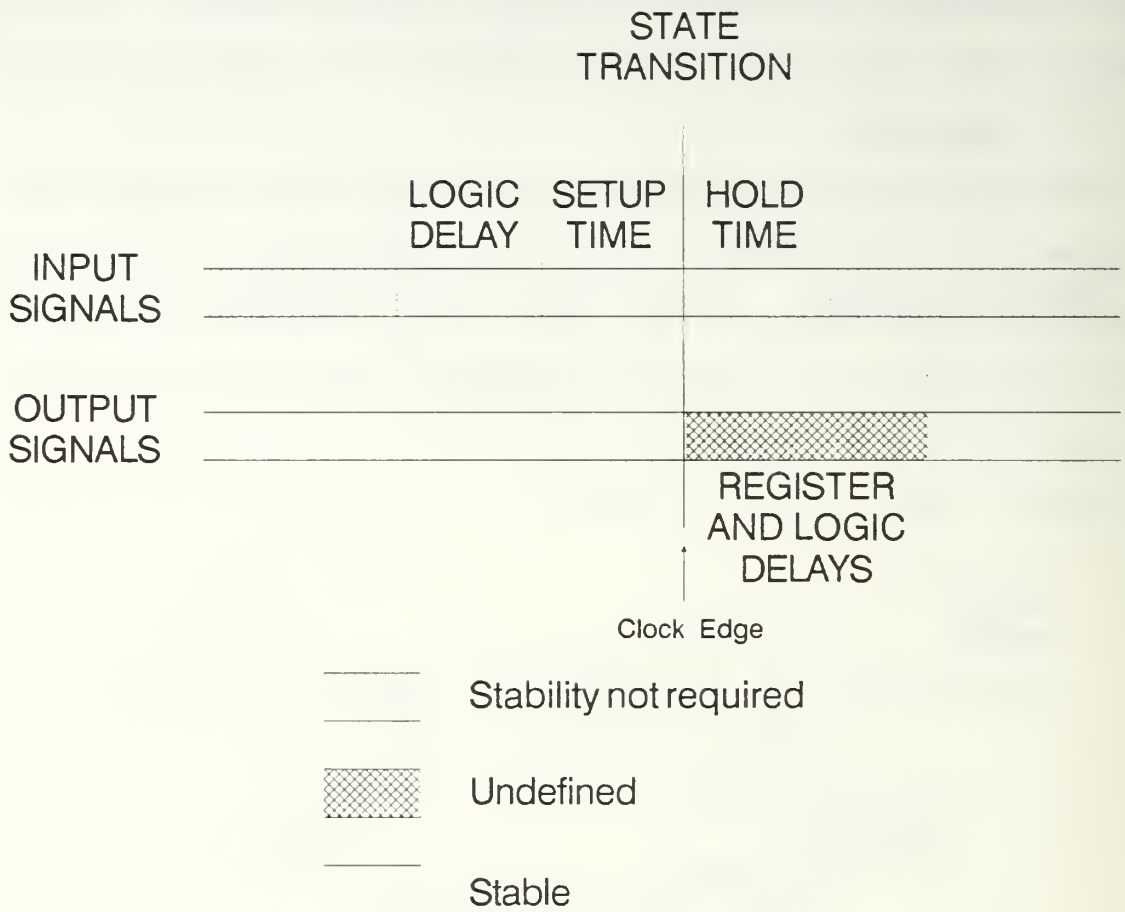 STATE
TRANSITION
LOGIC
DELAY
SETUP
TIME
HOLD
TIME
INPUT
SIGNALS
OUTPUT
SIGNALS
REGISTER
AND LOGIC
DELAYS
Clock Edge
Stability not required
Undefined
Stable